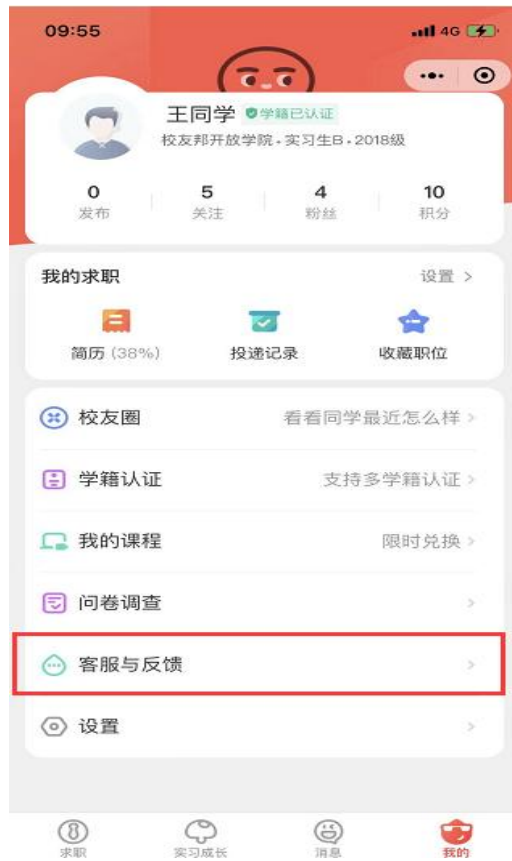 09:55 4G
王同学 学籍已认证
校友邦开放学院·实习生B·2018级
0 5 4 10
发布 关注 粉丝 积分
我的求职 设置 >
简历 (38%) 投递记录 收藏职位
校友圈 看看同学最近怎么样 >
学籍认证 支持多学籍认证 >
我的课程 限时兑换 >
问卷调查 >
客服与反馈 >
设置 >
求职 实习成长 消息 我的